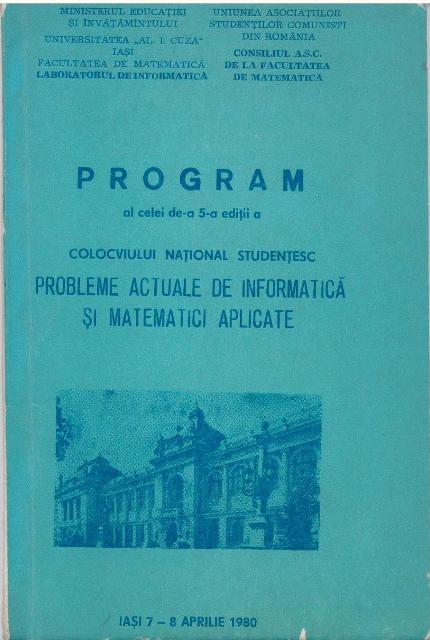 MINISTERUL EDUCAȚIEI
ȘI INVĂȚĂMÎNTULUI
UNIVERSITATEA „AL. I. CUZA"
IAȘI
FACULTATEA DE MATEMATICĂ
LABORATORUL DE INFORMATICĂ
UNIUNEA ASOCIAȚIILOR
STUDENȚILOR COMUNIȘTI
DIN ROMÂNIA
CONSILIUL A.S.C.
DE LA FACULTATEA
DE MATEMATICĂ
PROGRAM
al celei de-a 5-a ediții a
COLOCVIULUI NAȚIONAL STUDENȚESC
PROBLEME ACTUALE DE INFORMATICĂ
ȘI MATEMATICI APLICATE
IAȘI 7 – 8 APRILIE 1980